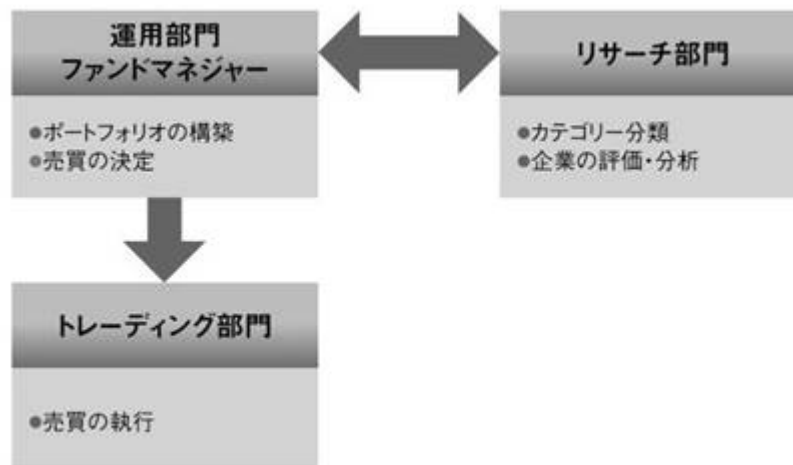 運用部門
ファンドマネジャー
●ポートフォリオの構築
●売買の決定
リサーチ部門
●カテゴリー分類
●企業の評価・分析
トレーディング部門
●売買の執行